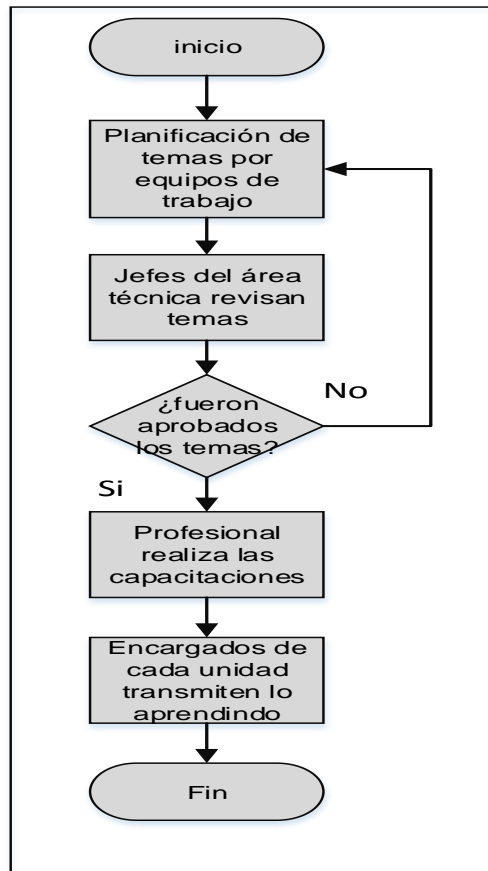 inicio
Planificación de
temas por
equipos de
trabajo
Jefes del área
técnica revisan
temas
No
¿fueron
aprobados
los temas?
Si
Profesional
realiza las
capacitaciones
Encargados de
cada unidad
transmiten lo
aprendindo
Fin